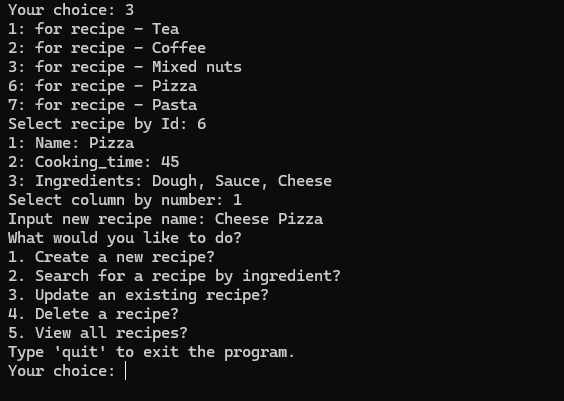 Your choice: 3
1: for recipe - Tea
2: for recipe - Coffee
3: for recipe - Mixed nuts
6: for recipe - Pizza
7: for recipe - Pasta
Select recipe by Id: 6
1: Name: Pizza
2: Cooking_time: 45
3: Ingredients: Dough, Sauce, Cheese
Select column by number: 1
Input new recipe name: Cheese Pizza
What would you like to do?
1. Create a new recipe?
2. Search for a recipe by ingredient?
3. Update an existing recipe?
4. Delete a recipe?
5. View all recipes?
Type 'quit' to exit the program.
Your choice: